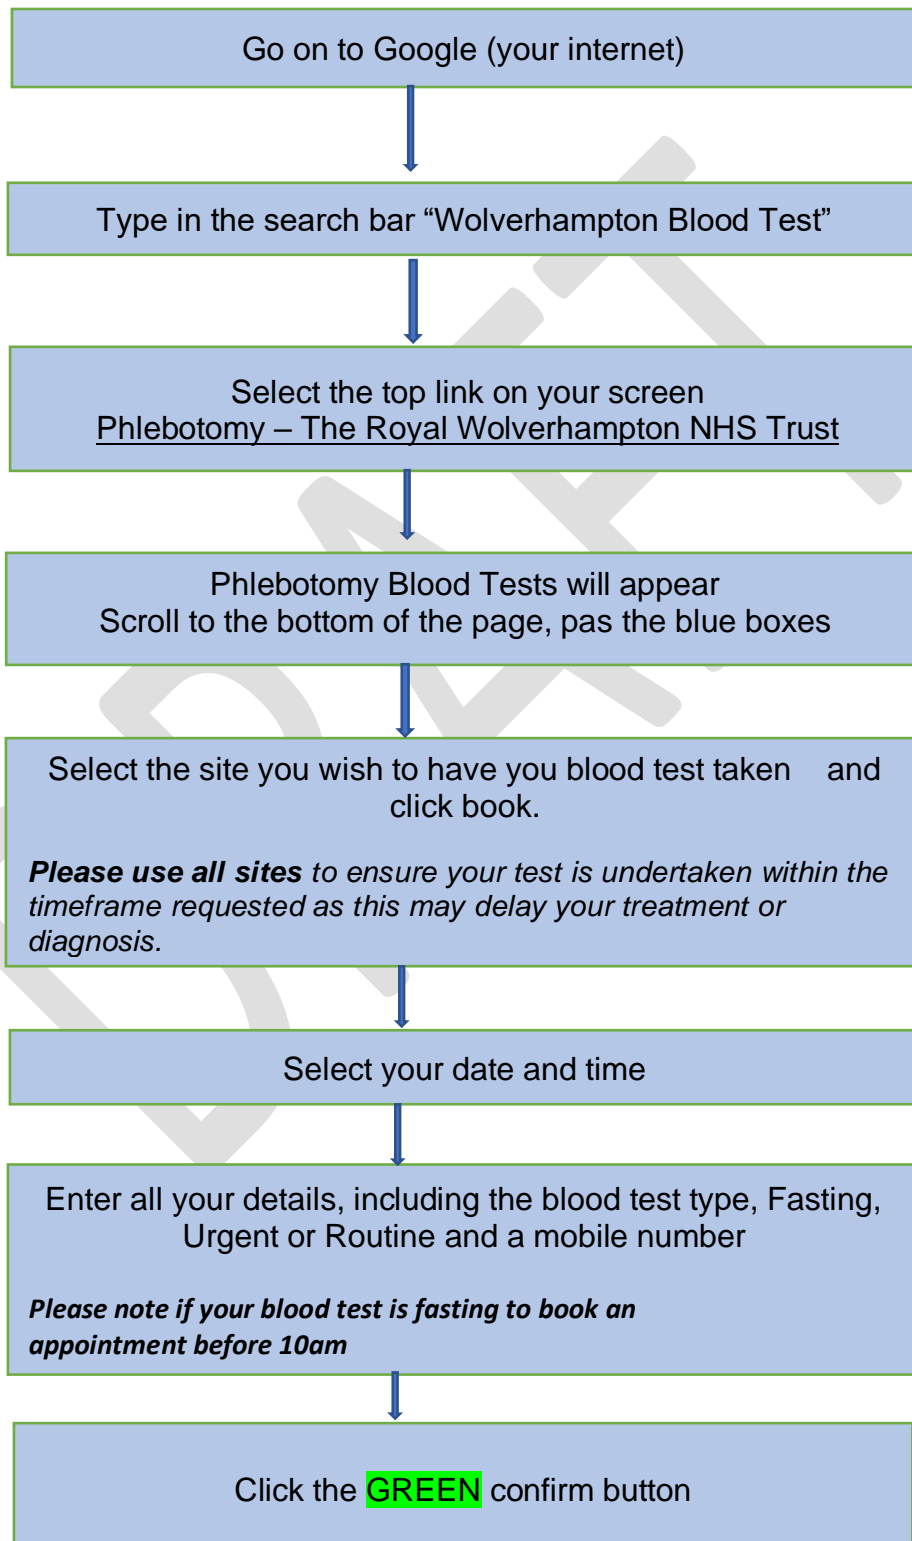 Go on to Google (your internet)
Type in the search bar “Wolverhampton Blood Test”
Select the top link on your screen
Phlebotomy – The Royal Wolverhampton NHS Trust
Phlebotomy Blood Tests will appear
Scroll to the bottom of the page, pas the blue boxes
Select the site you wish to have you blood test taken and
click book.
Please use all sites to ensure your test is undertaken within the
timeframe requested as this may delay your treatment or
diagnosis.
Select your date and time
Enter all your details, including the blood test type, Fasting,
Urgent or Routine and a mobile number
Please note if your blood test is fasting to book an
appointment before 10am
Click the GREEN confirm button
DRAFT